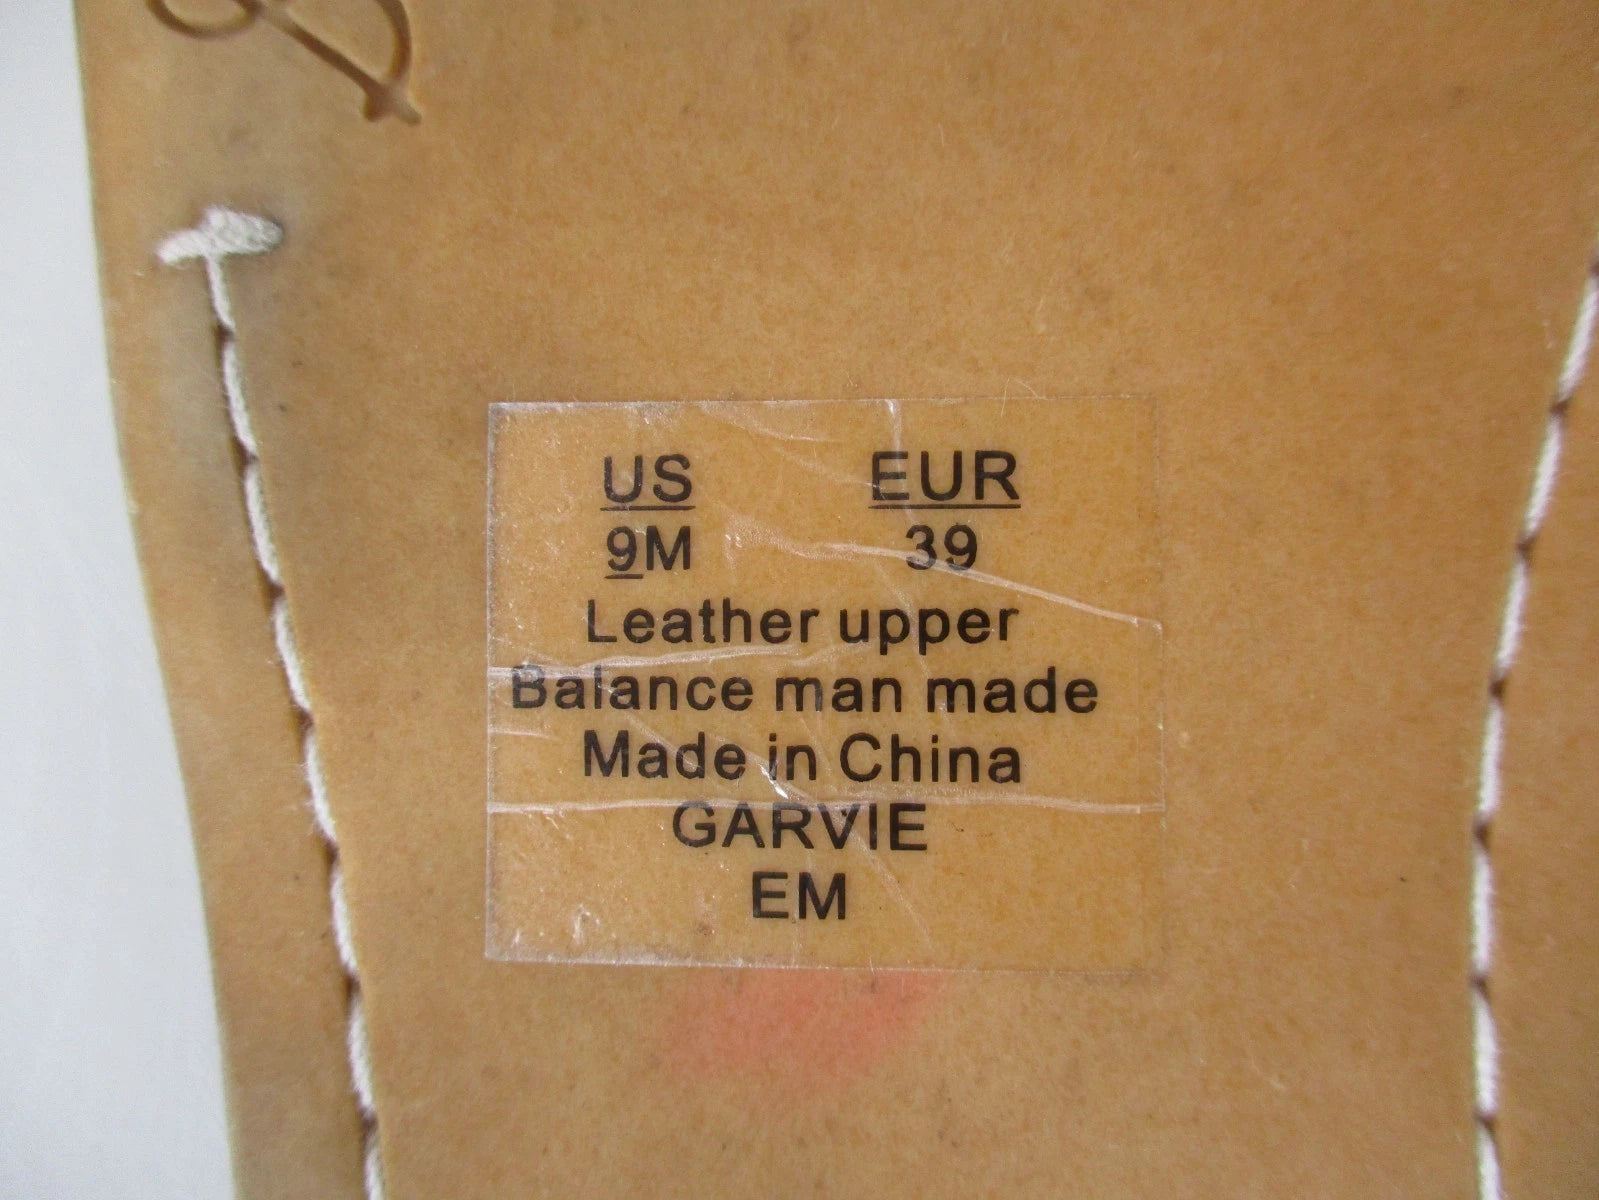 US EUR
9M 39
Leather upper
Balance man made
Made in China
GARVIE
EM